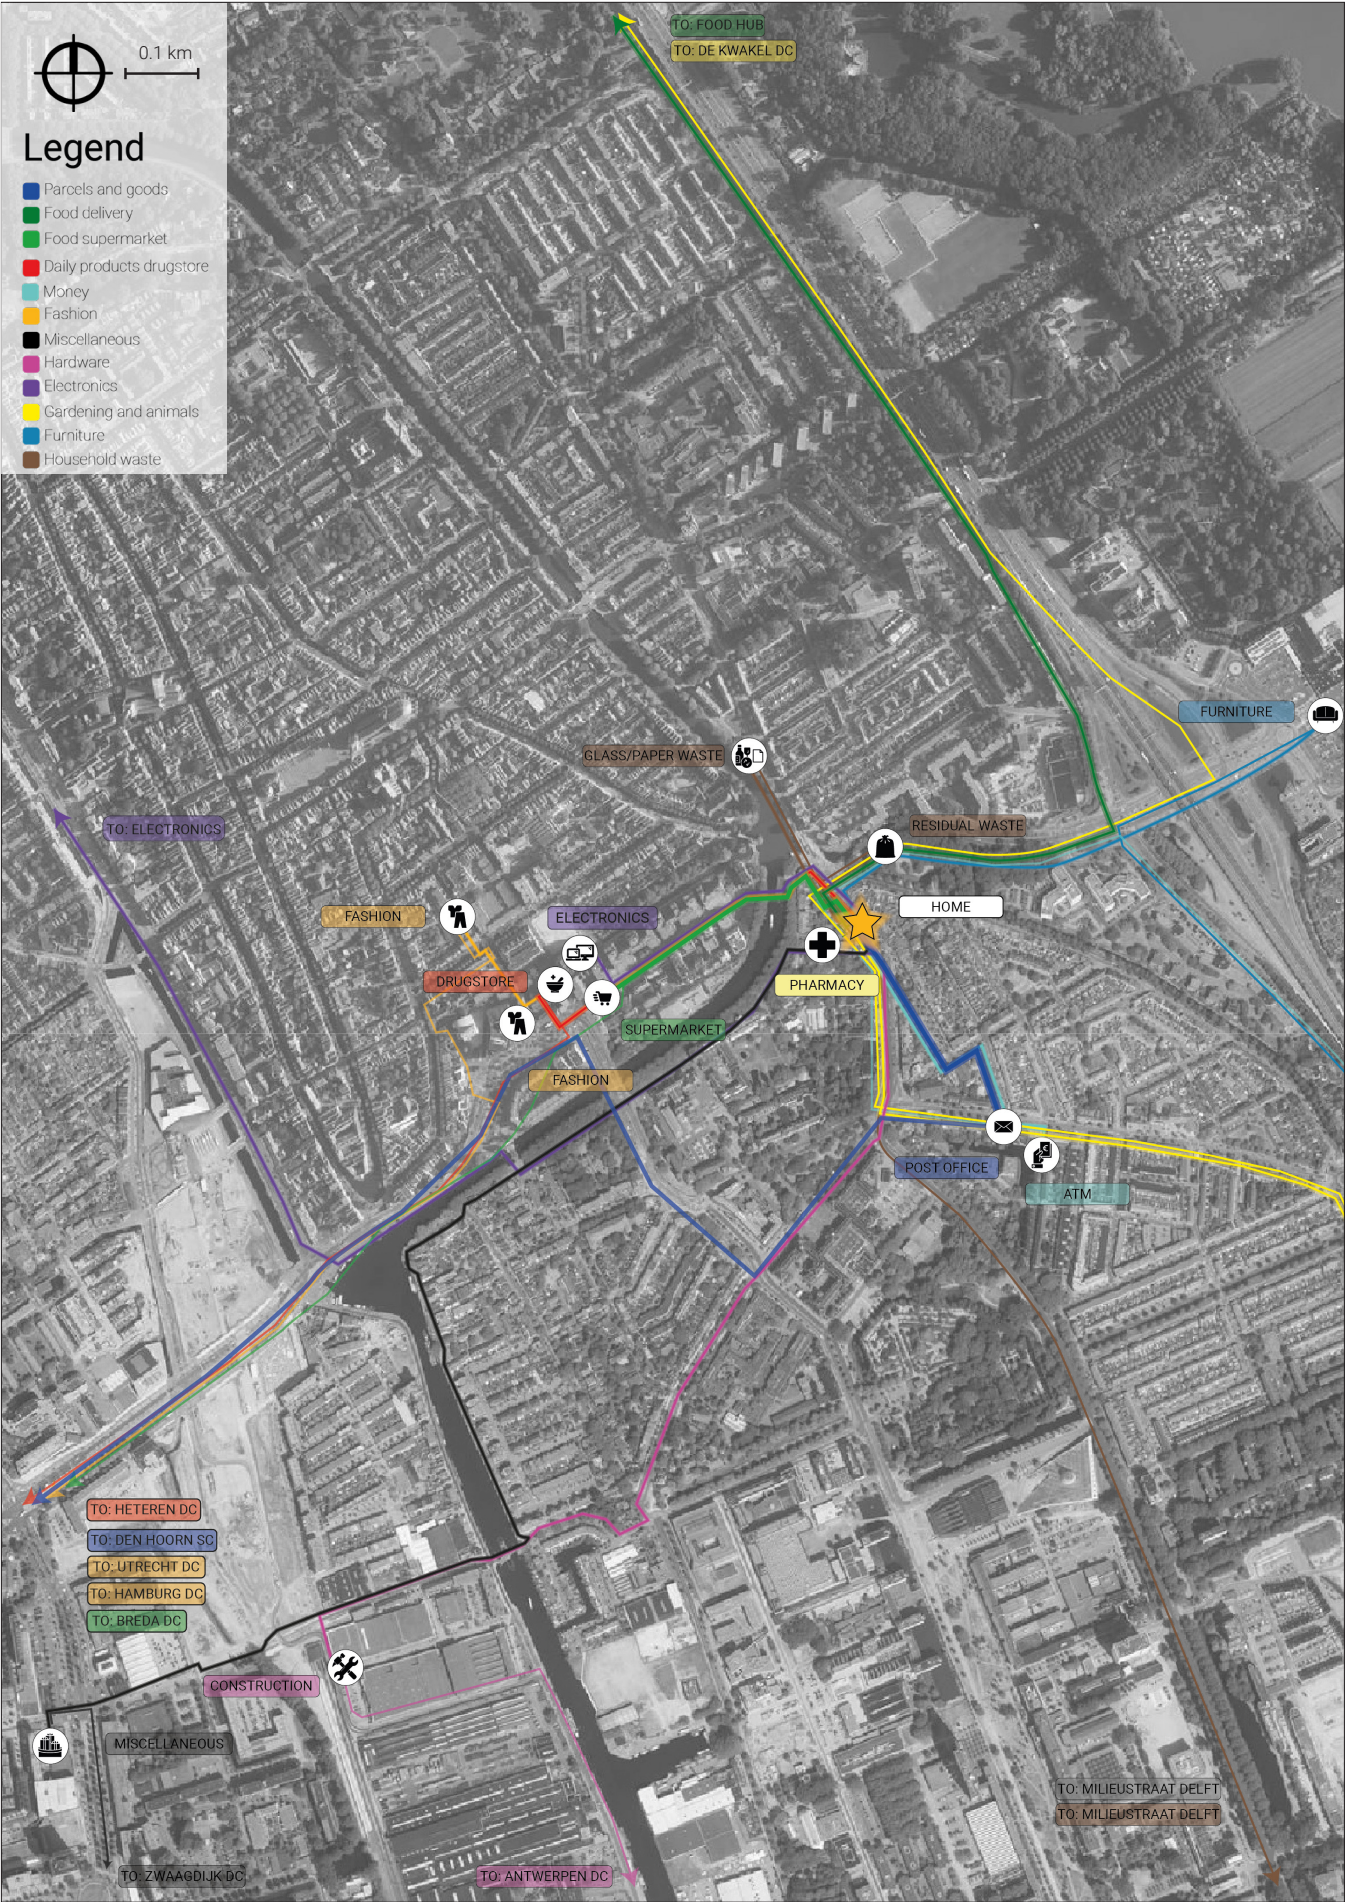 0.1 km
Legend
Parcels and goods
Food delivery
Food supermarket
Daily products drugstore
Money
Fashion
Miscellaneous
Hardware
Electronics
Gardening and animals
Furniture
Household waste
TO: FOOD HUB
TO: DE KWAKEL DC
FURNITURE
GLASS/PAPER WASTE
RESIDUAL WASTE
TO: ELECTRONICS
HOME
FASHION
ELECTRONICS
DRUGSTORE
PHARMACY
SUPERMARKET
FASHION
POST OFFICE
ATM
TO: HETEREN DC
TO: DEN HOORN SC
TO: UTRECHT DC
TO: HAMBURG DC
TO: BREDA DC
CONSTRUCTION
MISCELLANEOUS
TO: MILIEUSTRAAT DELFT
TO: MILIEUSTRAAT DELFT
TO: ZWAAGDIJK DC
TO: ANTWERPEN DC